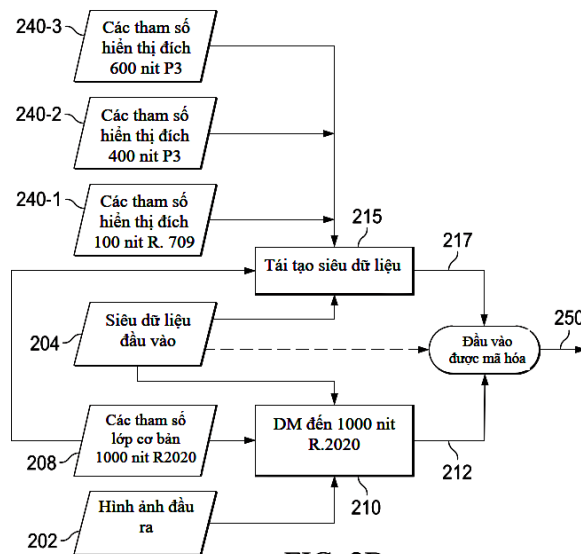 240-3
Các tham số
hiển thị đích
600 nit P3
240-2
Các tham số
hiển thị đích
400 nit P3
240-1
Các tham số
hiển thị đích
100 nit R. 709
215
Tái tạo siêu dữ liệu
217
204
Siêu dữ liệu
đầu vào
Đầu vào
được mã hóa
250
208
Các tham số
lớp cơ bản
1000 nit R2020
DM đến 1000 nit
R.2020
210
212
202
Hình ảnh đầu
ra